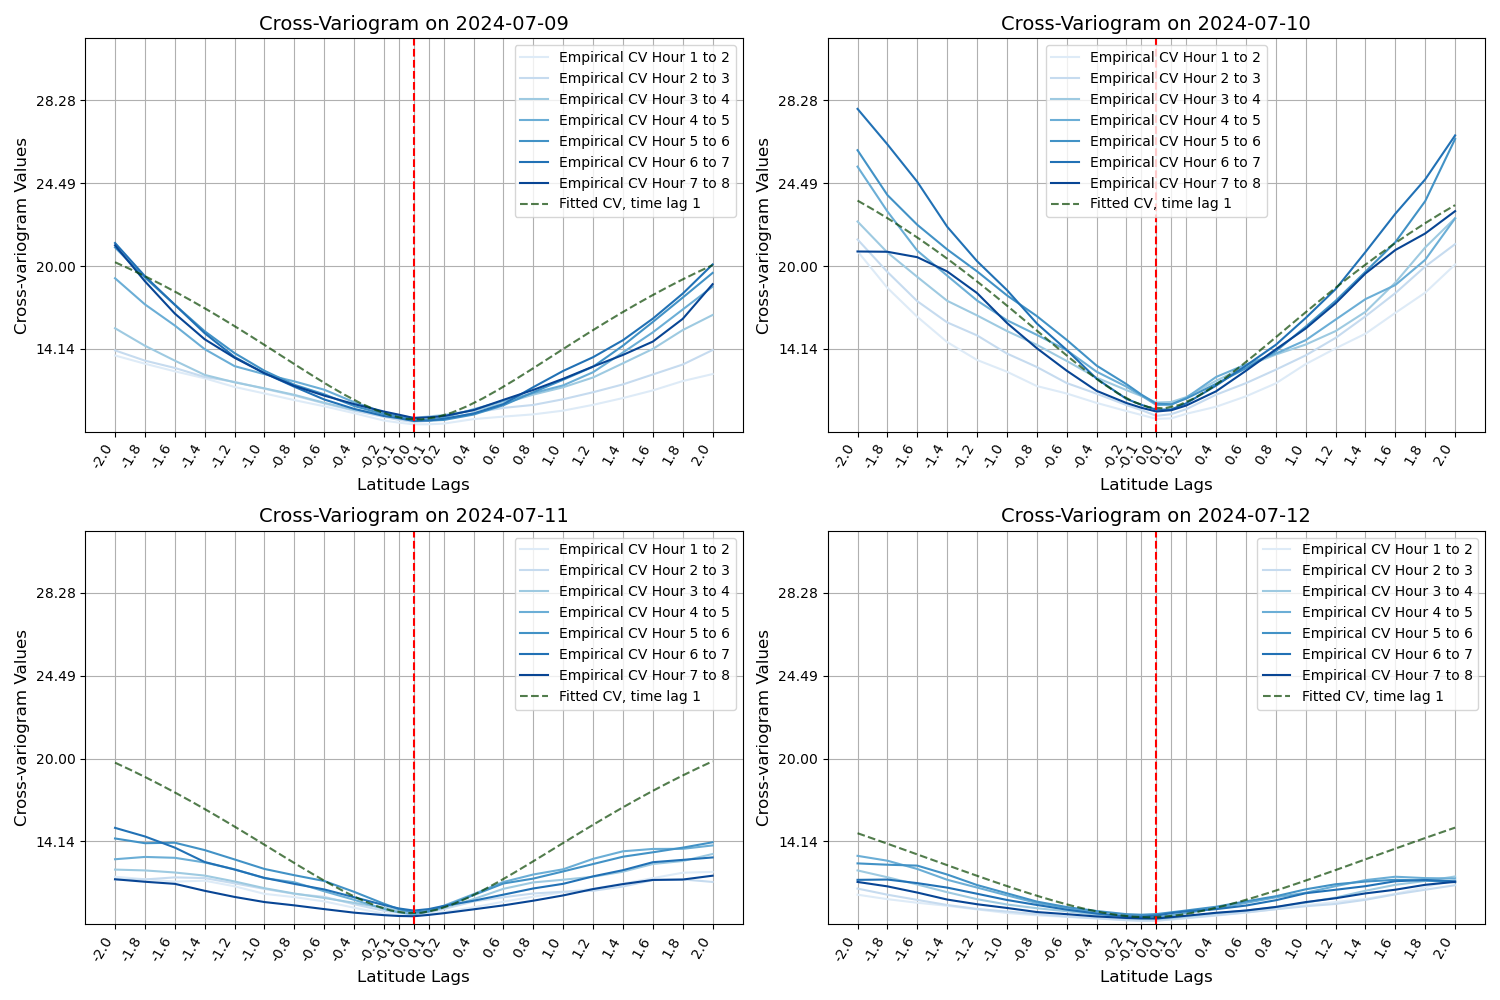 Cross-Variogram on 2024-07-09
Cross-variogram Values
28.28
24.49
20.00
14.14
Empirical CV Hour 1 to 2
Empirical CV Hour 2 to 3
Empirical CV Hour 3 to 4
Empirical CV Hour 4 to 5
Empirical CV Hour 5 to 6
Empirical CV Hour 6 to 7
Empirical CV Hour 7 to 8
Fitted CV, time lag 1
-2.0 -1.8 -1.6 -1.4 -1.2 -1.0 -0.8 -0.6 -0.4 -0.2 -0.1 0.0 0.1 0.2 0.4 0.6 0.8 1.0 1.2 1.4 1.6 1.8 2.0
Latitude Lags
Cross-Variogram on 2024-07-10
Cross-variogram Values
28.28
24.49
20.00
14.14
Empirical CV Hour 1 to 2
Empirical CV Hour 2 to 3
Empirical CV Hour 3 to 4
Empirical CV Hour 4 to 5
Empirical CV Hour 5 to 6
Empirical CV Hour 6 to 7
Empirical CV Hour 7 to 8
Fitted CV, time lag 1
-2.0 -1.8 -1.6 -1.4 -1.2 -1.0 -0.8 -0.6 -0.4 -0.2 -0.1 0.0 0.1 0.2 0.4 0.6 0.8 1.0 1.2 1.4 1.6 1.8 2.0
Latitude Lags
Cross-Variogram on 2024-07-11
Cross-variogram Values
28.28
24.49
20.00
14.14
Empirical CV Hour 1 to 2
Empirical CV Hour 2 to 3
Empirical CV Hour 3 to 4
Empirical CV Hour 4 to 5
Empirical CV Hour 5 to 6
Empirical CV Hour 6 to 7
Empirical CV Hour 7 to 8
Fitted CV, time lag 1
-2.0 -1.8 -1.6 -1.4 -1.2 -1.0 -0.8 -0.6 -0.4 -0.2 -0.1 0.0 0.1 0.2 0.4 0.6 0.8 1.0 1.2 1.4 1.6 1.8 2.0
Latitude Lags
Cross-Variogram on 2024-07-12
Cross-variogram Values
28.28
24.49
20.00
14.14
Empirical CV Hour 1 to 2
Empirical CV Hour 2 to 3
Empirical CV Hour 3 to 4
Empirical CV Hour 4 to 5
Empirical CV Hour 5 to 6
Empirical CV Hour 6 to 7
Empirical CV Hour 7 to 8
Fitted CV, time lag 1
-2.0 -1.8 -1.6 -1.4 -1.2 -1.0 -0.8 -0.6 -0.4 -0.2 -0.1 0.0 0.1 0.2 0.4 0.6 0.8 1.0 1.2 1.4 1.6 1.8 2.0
Latitude Lags